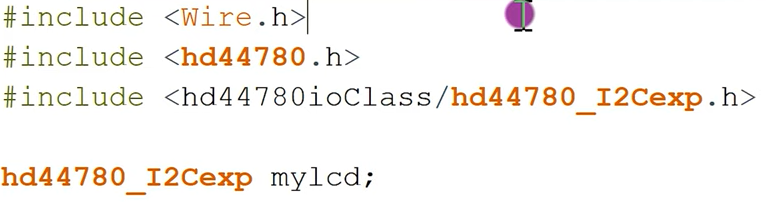 #include <Wire.h>
#include <hd44780.h>
#include <hd44780ioClass/hd44780_I2Cexp.h>
hd44780_I2Cexp mylcd;